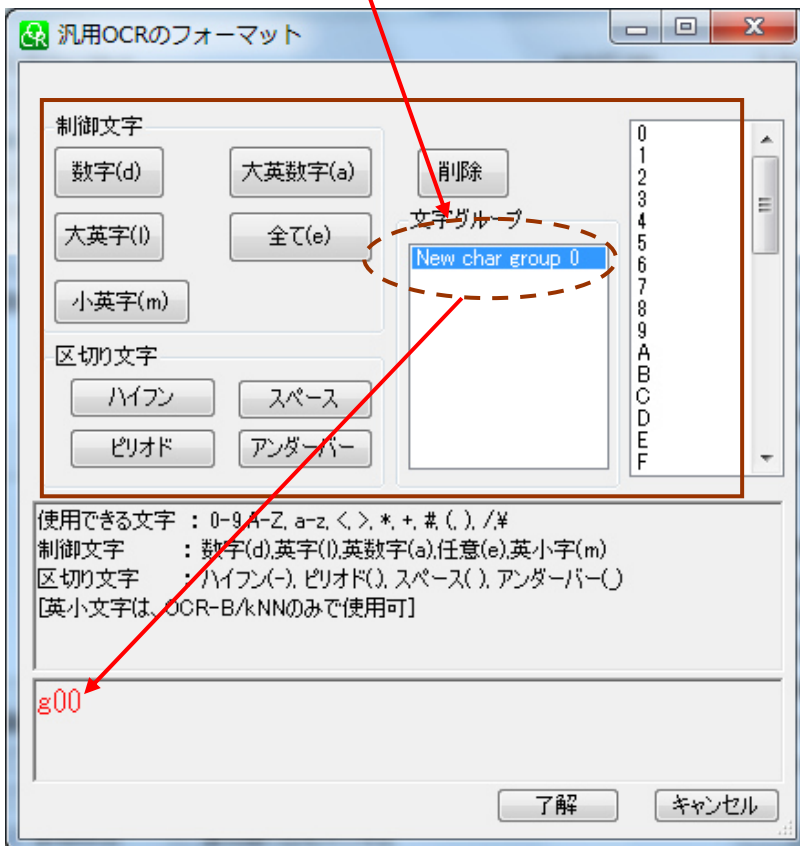 汎用OCRのフォーマット
制御文字
数字(d)
大英数字(a)
削除
大英字(l)
全て(e)
小英字(m)
文字グループ
New char group 0
区切り文字
ハイフン
スペース
ピリオド
アンダーバー
0
1
2
3
4
5
6
7
8
9
A
B
C
D
E
F
使用できる文字 : 0-9,A-Z, a-z, < >, *, +, #, ( ), /,¥
制御文字 : 数字(d),英字(l),英数字(a),任意(e),英小字(m)
区切り文字 : ハイフン(-), ピリオド(.), スペース( ), アンダーバー(_)
[英小文字は、OCR-B/kNNのみで使用可]
g00
了解
キャンセル